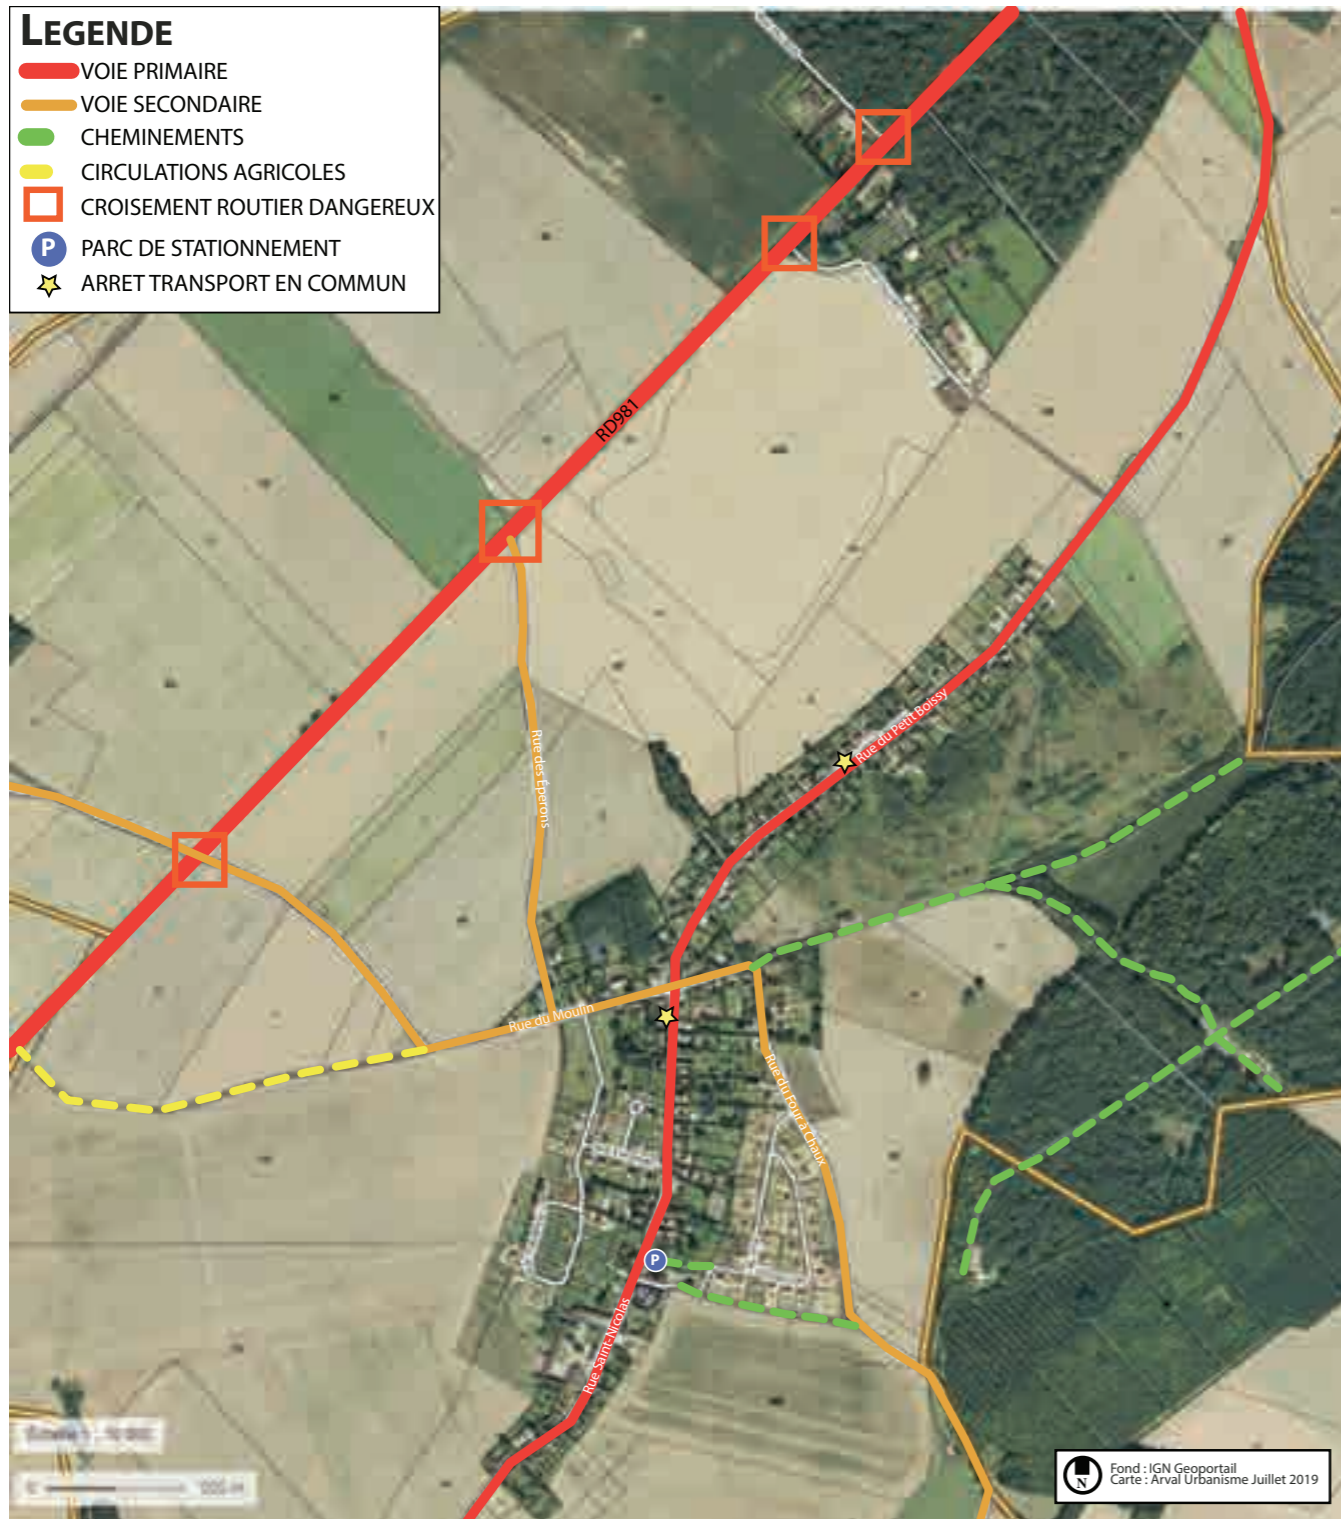 LEGENDE
VOIE PRIMAIRE
VOIE SECONDAIRE
CHEMINEMENTS
CIRCULATIONS AGRICOLES
CROISEMENT ROUTIER DANGEREUX
P PARC DE STATIONNEMENT
ARRET TRANSPORT EN COMMUN
RD981
Rue du Petit Boissy
Rue des Éperons
Rue du Moulin
Rue du Four à Chaux
P
Rue Saint-Nicolas
N
Fond : IGN Geoportail
Carte : Arval Urbanisme Juillet 2019